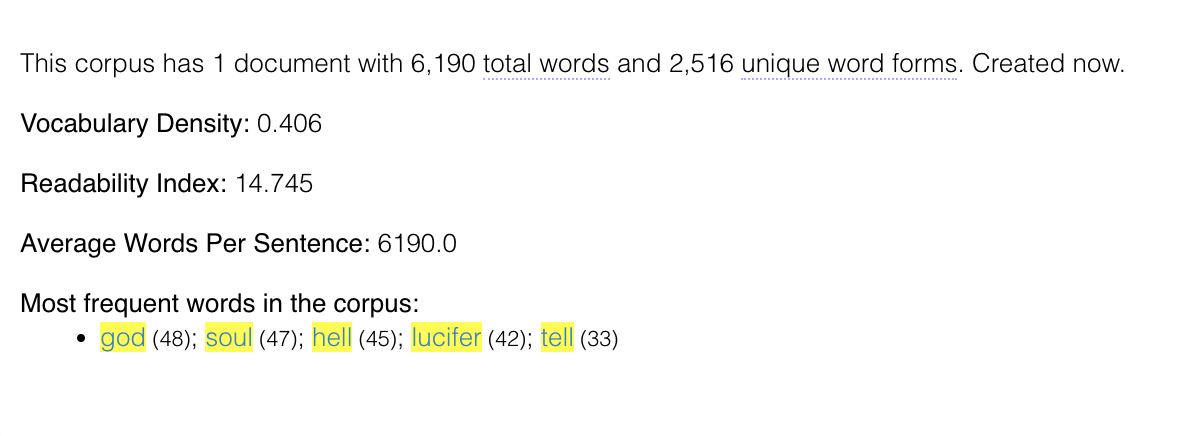 This corpus has 1 document with 6,190 total words and 2,516 unique word forms. Created now.
Vocabulary Density: 0.406
Readability Index: 14.745
Average Words Per Sentence: 6190.0
Most frequent words in the corpus:
• god (48); soul (47); hell (45); lucifer (42); tell (33)